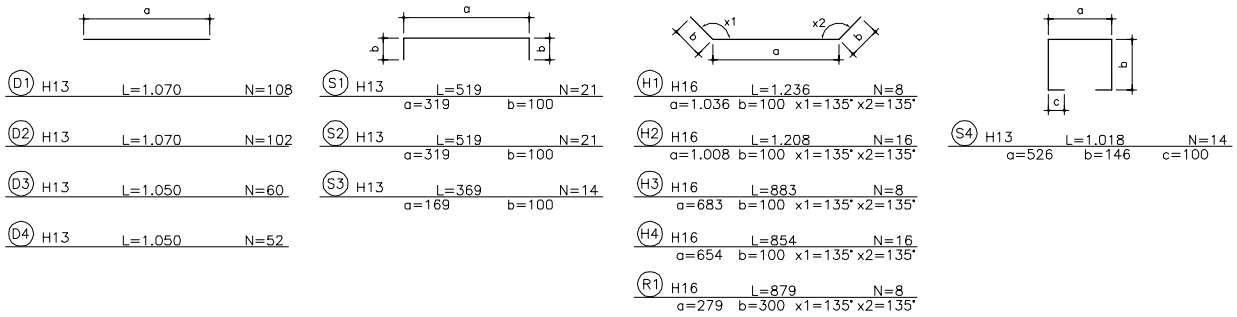 a
D1 H13 L=1.070 N=108
D2 H13 L=1.070 N=102
D3 H13 L=1.050 N=60
D4 H13 L=1.050 N=52
a
b b
S1 H13 L=519 N=21
a=319 b=100
S2 H13 L=519 N=21
a=319 b=100
S3 H13 L=369 N=14
a=169 b=100
x1 x2
b b
a
H1 H16 L=1.236 N=8
a=1.036 b=100 x1=135° x2=135°
H2 H16 L=1.208 N=16
a=1.008 b=100 x1=135° x2=135°
H3 H16 L=883 N=8
a=683 b=100 x1=135° x2=135°
H4 H16 L=854 N=16
a=654 b=100 x1=135° x2=135°
R1 H16 L=879 N=8
a=279 b=300 x1=135° x2=135°
a
b
c
S4 H13 L=1.018 N=14
a=526 b=146 c=100